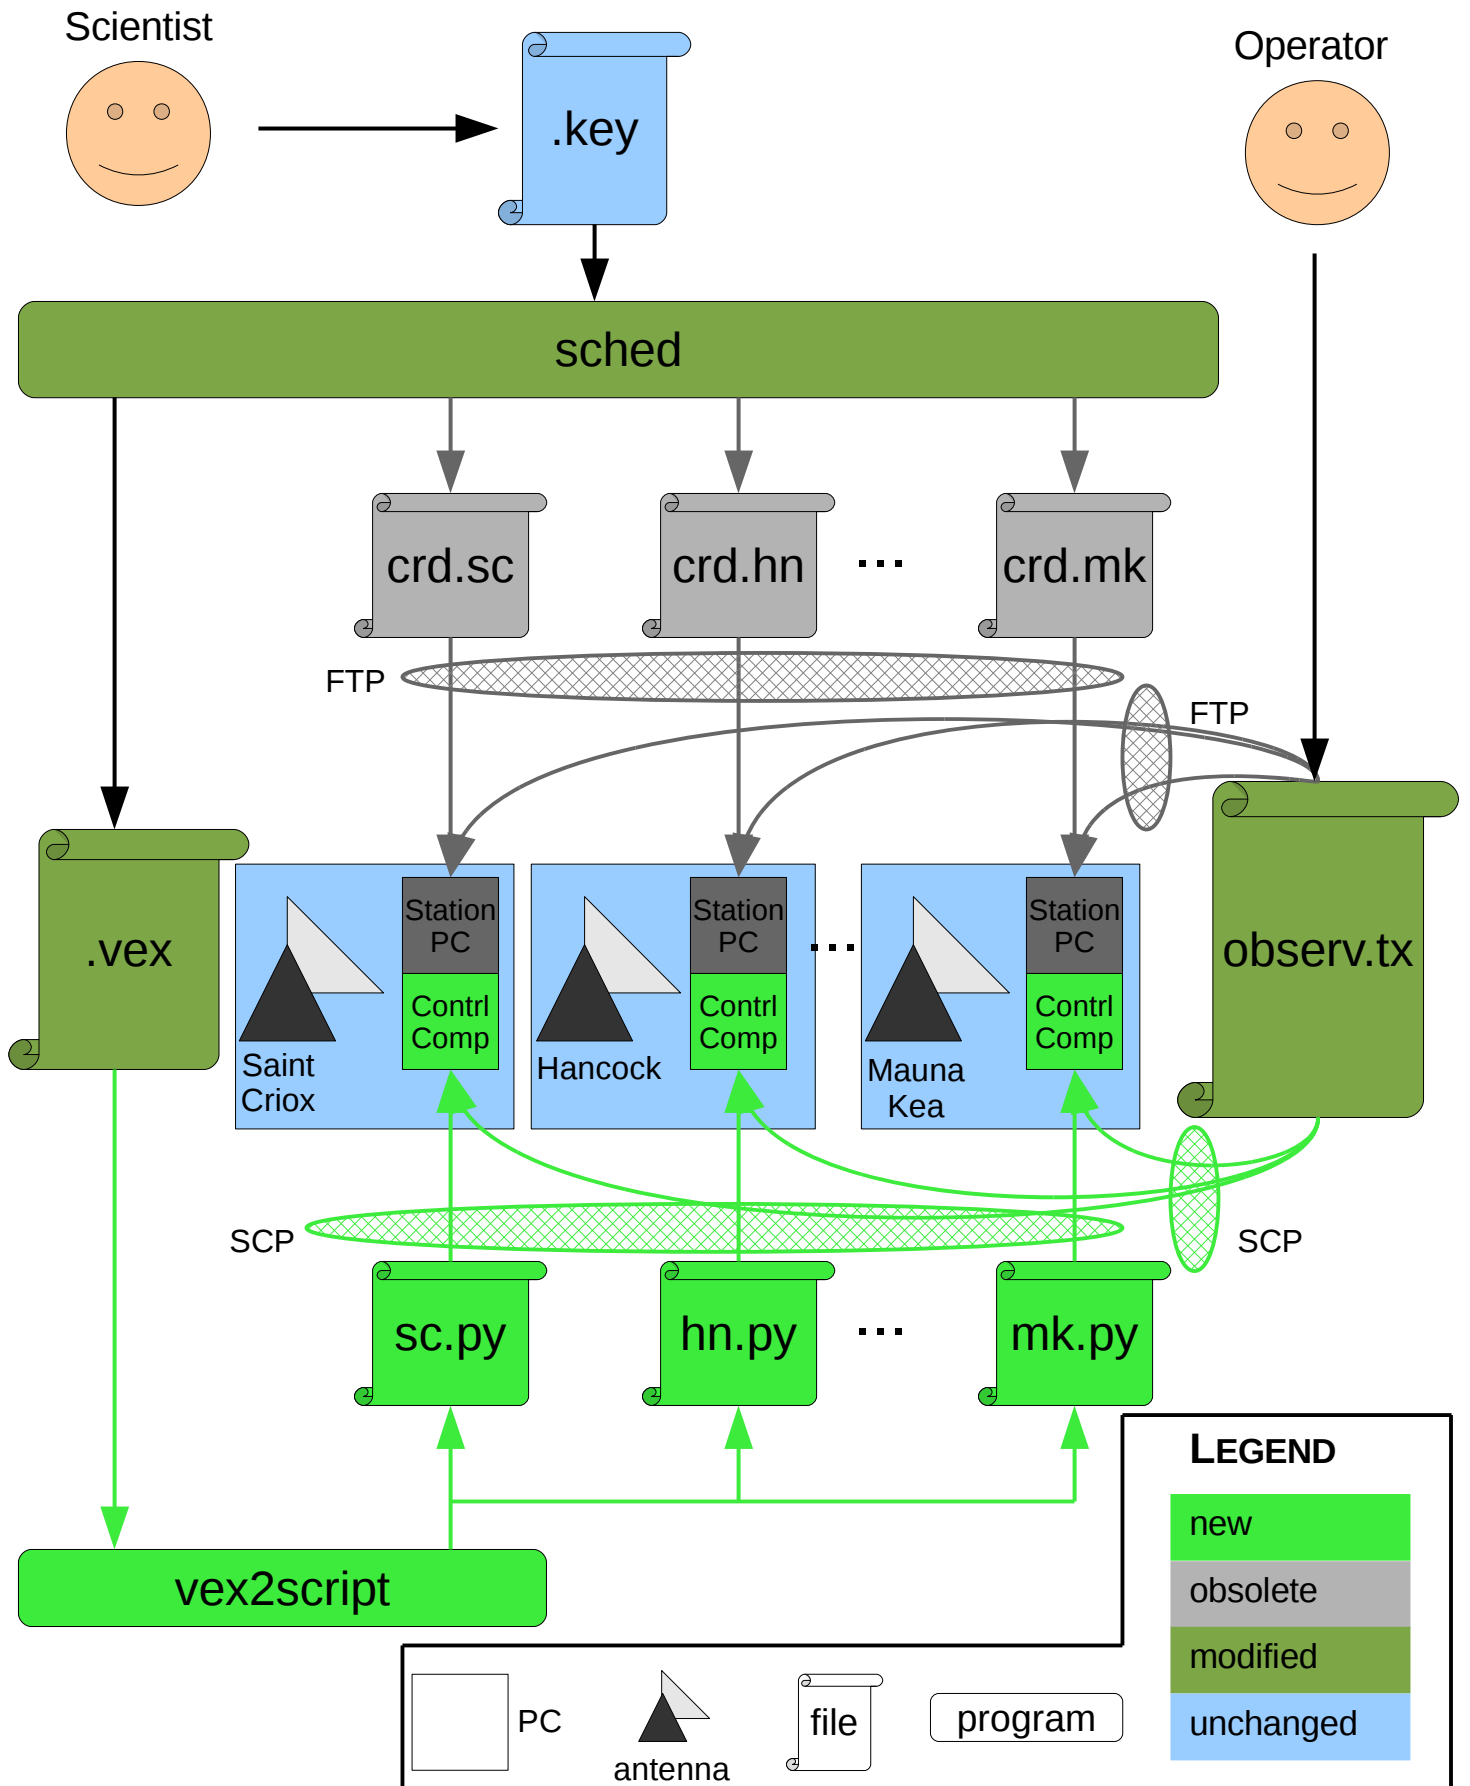 Scientist
Operator
.key
sched
crd.sc
crd.hn
...
crd.mk
FTP
FTP
.vex
Station
PC
Contrl
Comp
Saint
Criox
Station
PC
Contrl
Comp
Hancock
...
Station
PC
Contrl
Comp
Mauna
Kea
observ.tx
SCP
SCP
sc.py
hn.py
...
mk.py
vex2script
LEGEND
new
obsolete
modified
unchanged
PC
antenna
file
program